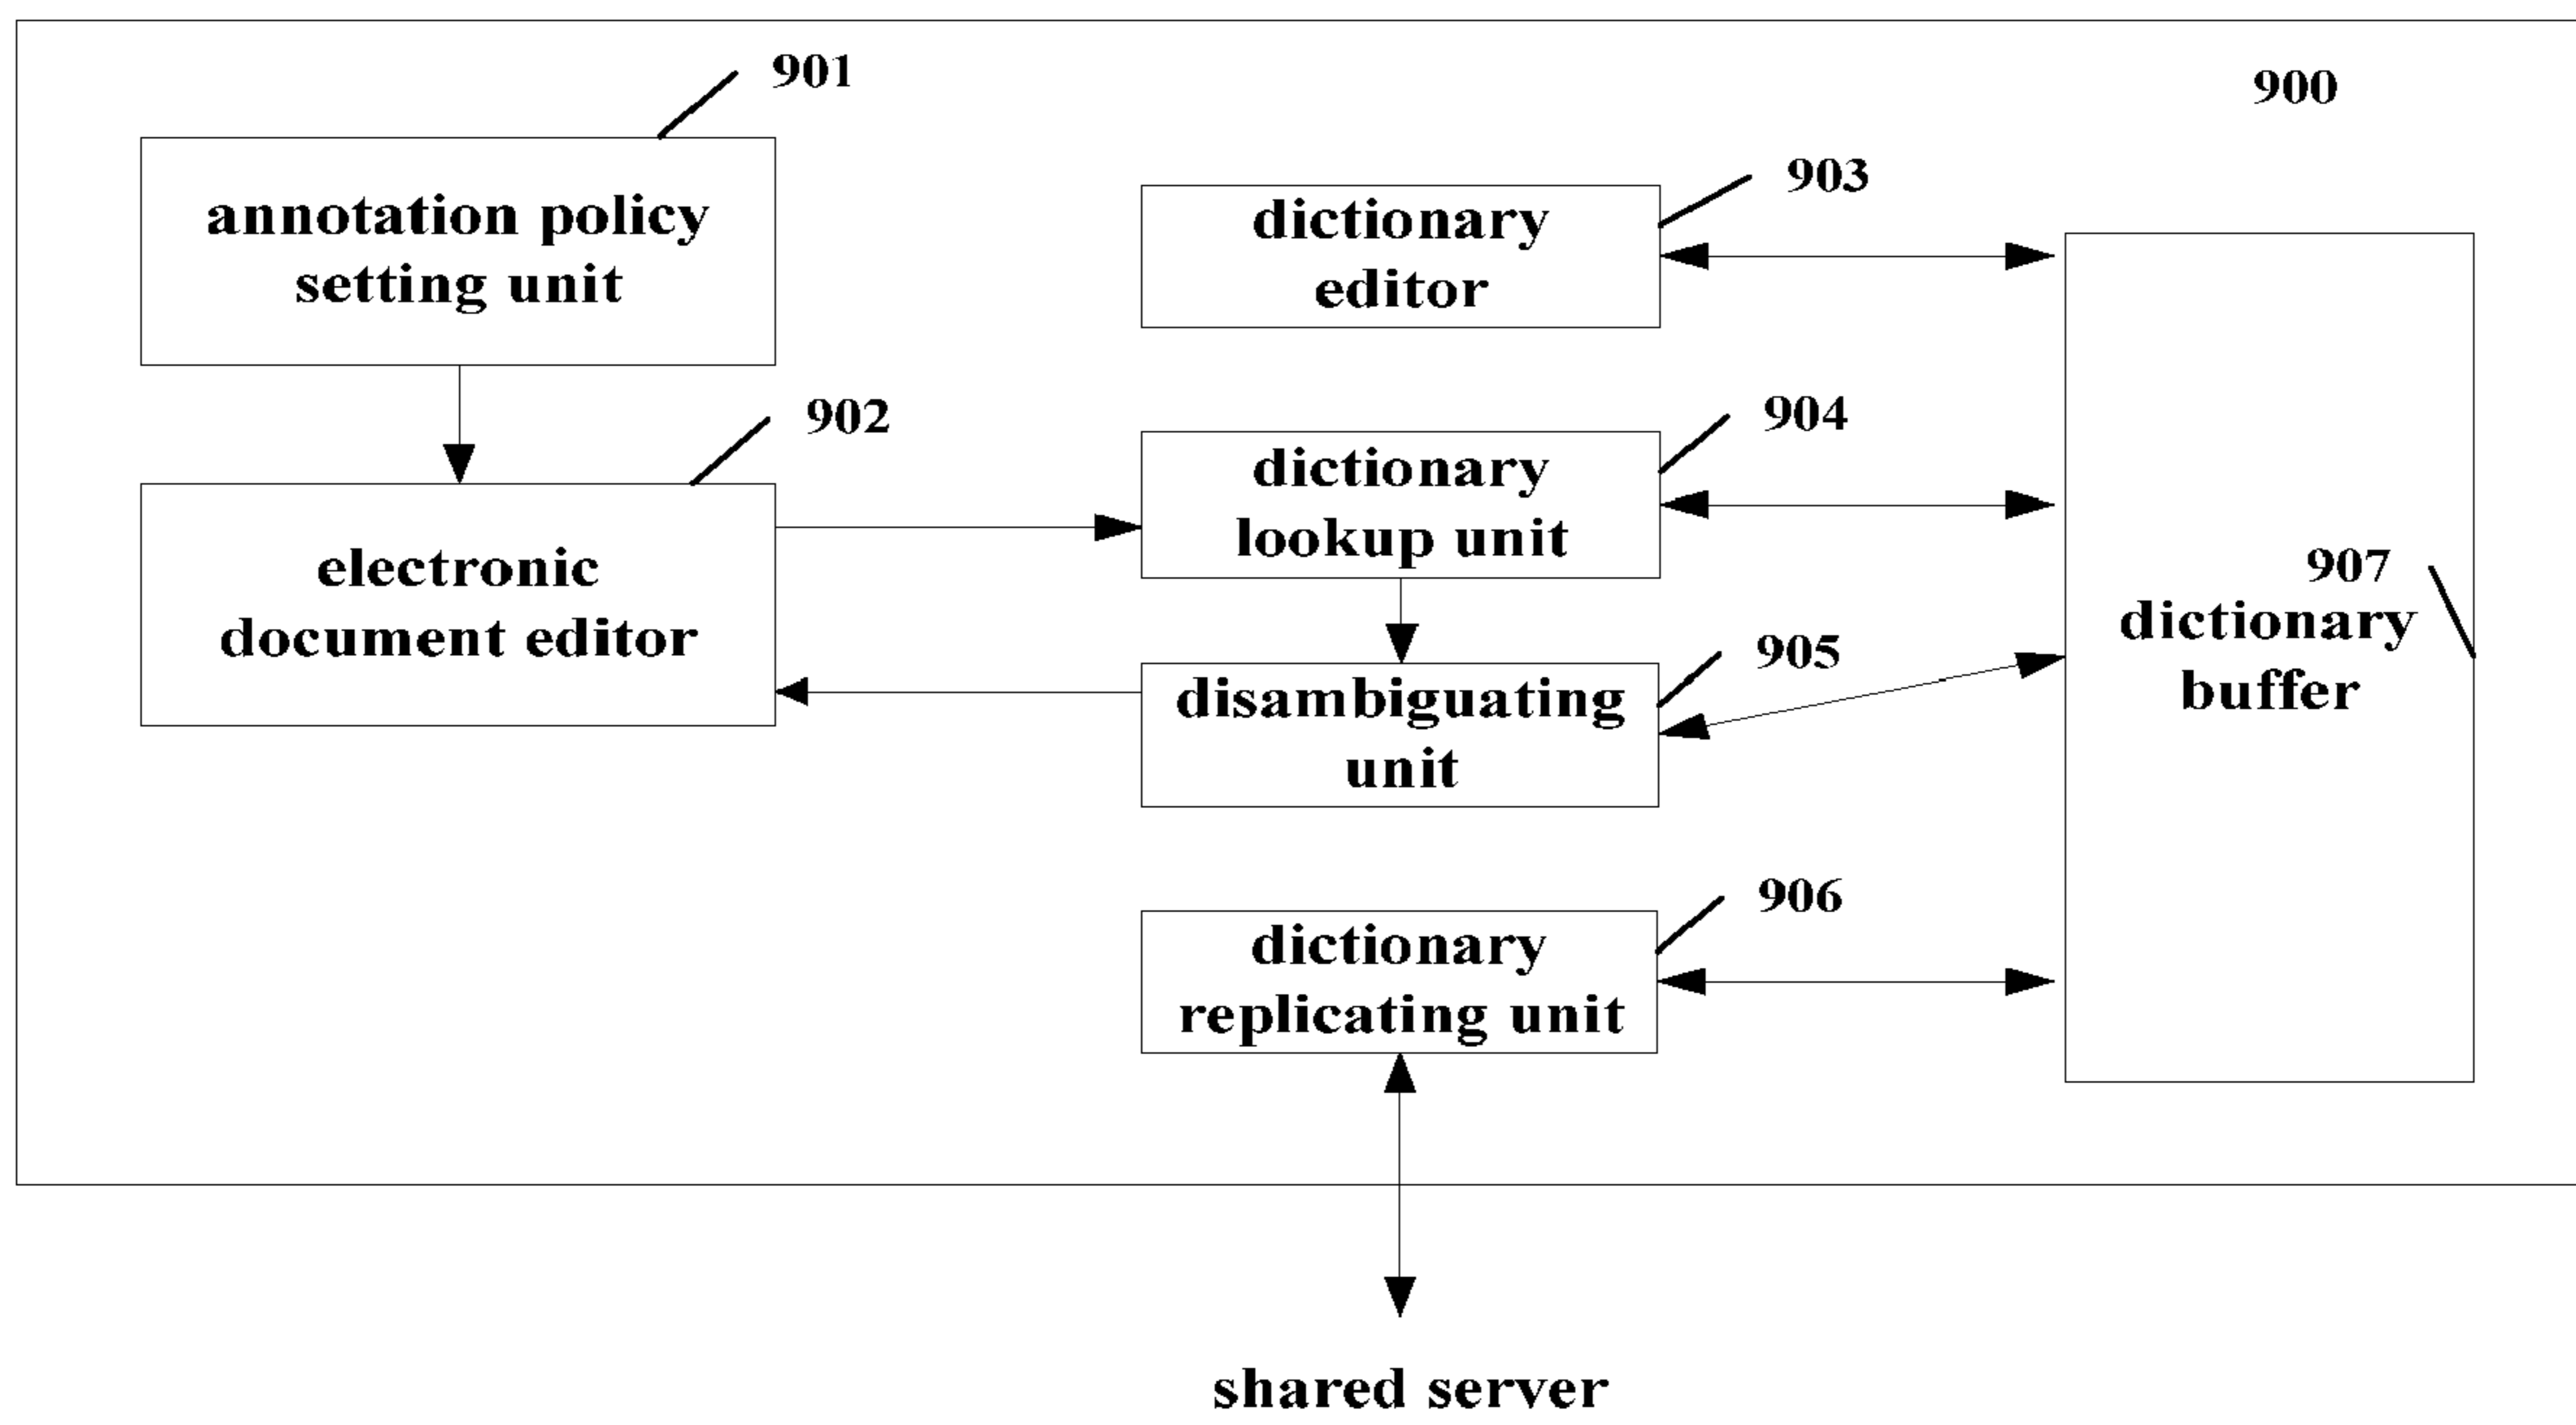 901
900
annotation policy
setting unit
903
dictionary
editor
902
electronic
document editor
904
dictionary
lookup unit
907
dictionary
buffer
905
disambiguating
unit
906
dictionary
replicating unit
shared server